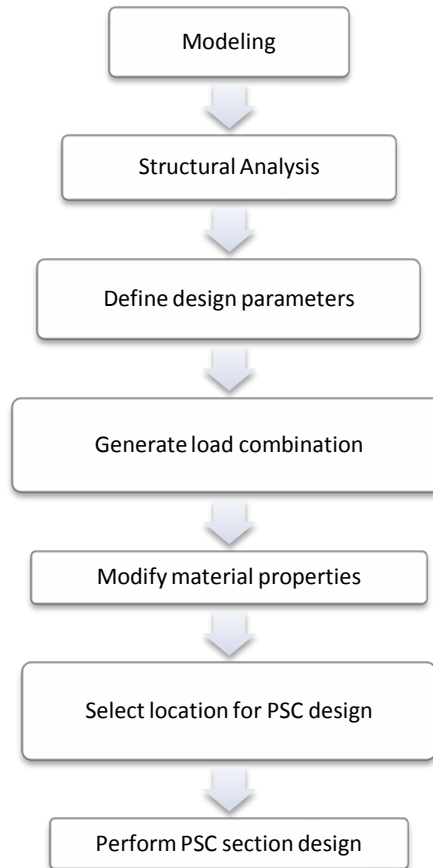 Modeling
Structural Analysis
Define design parameters
Generate load combination
Modify material properties
Select location for PSC design
Perform PSC section design